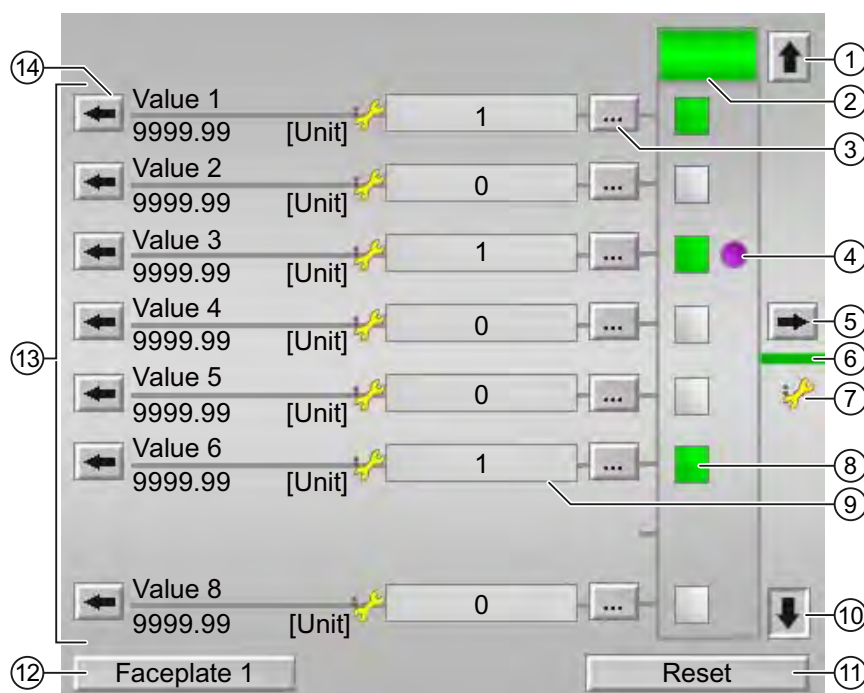 14 1
Value 1 2
9999.99 [Unit] 1 ... 3
Value 2
9999.99 [Unit] 0 ...
Value 3
9999.99 [Unit] 1 ... 4
Value 4
9999.99 [Unit] 0 ... 5
13 6
Value 5
9999.99 [Unit] 0 ... 7
Value 6
9999.99 [Unit] 1 ... 8
9
Value 8
9999.99 [Unit] 0 ... 10
12 Faceplate 1 Reset 11